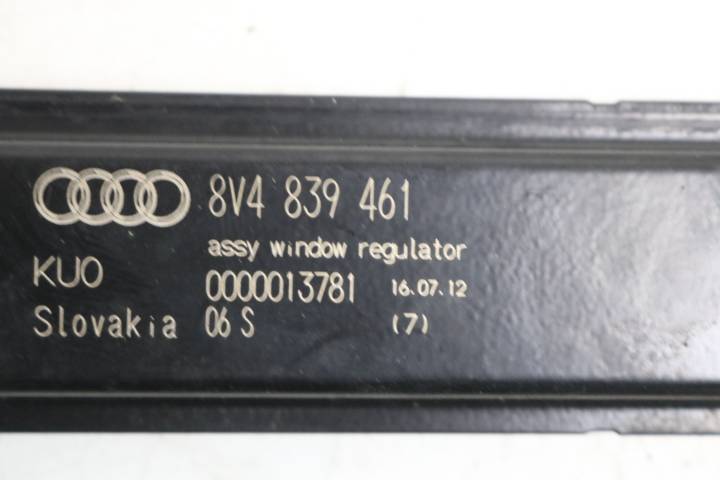 8V4 839 461
assy window regulator
KUO 0000013781 16.07.12
Slovakia 06 S (7)